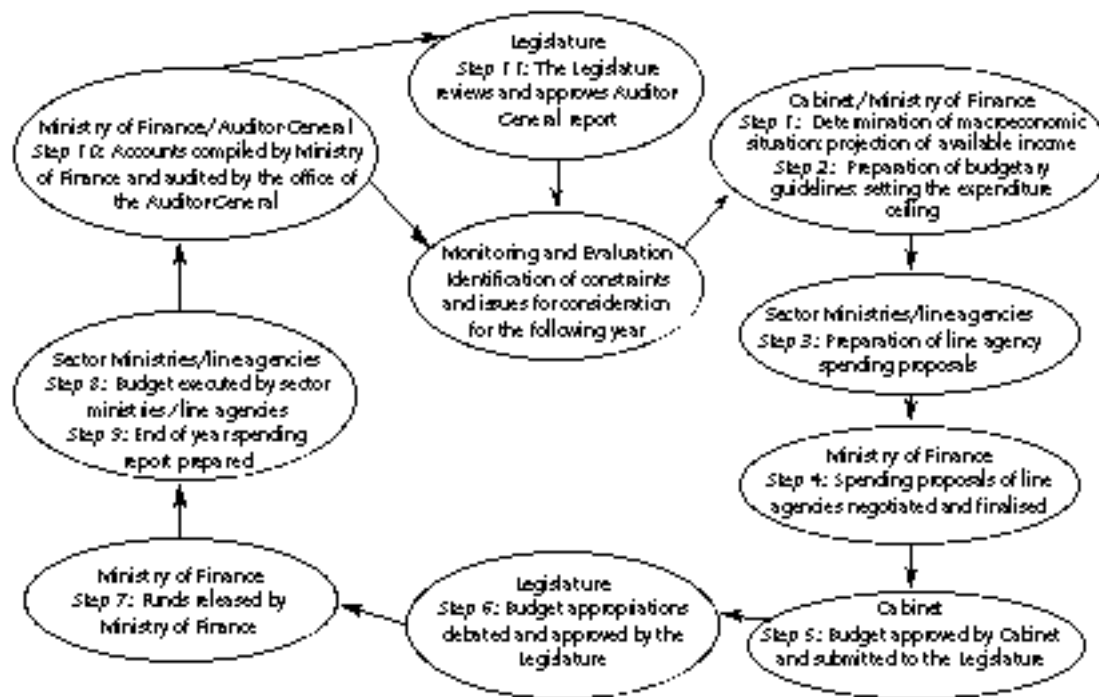 Legislature
Step 11: The Legislature
reviews and approves Auditor
General report
Cabinet/Ministry of Finance
Step 1: Determination of macroeconomic
situation: projection of available income
Step 2: Preparation of budgetary
guidelines: setting the expenditure
ceiling
Ministry of Finance/Auditor-General
Step 10: Accounts compiled by Ministry
of Finance and audited by the office of
the Auditor-General
Monitoring and Evaluation
Identification of constraints
and issues for consideration
for the following year
Sector Ministries/line agencies
Step 3: Preparation of line agency
spending proposals
Sector Ministries/line agencies
Step 8: Budget executed by sector
ministries/line agencies
Step 9: End of year spending
report prepared
Ministry of Finance
Step 4: Spending proposals of line
agencies negotiated and finalised
Ministry of Finance
Step 7: Funds released by
Ministry of Finance
Legislature
Step 6: Budget appropriations
debated and approved by the
Legislature
Cabinet
Step 5: Budget approved by Cabinet
and submitted to the Legislature